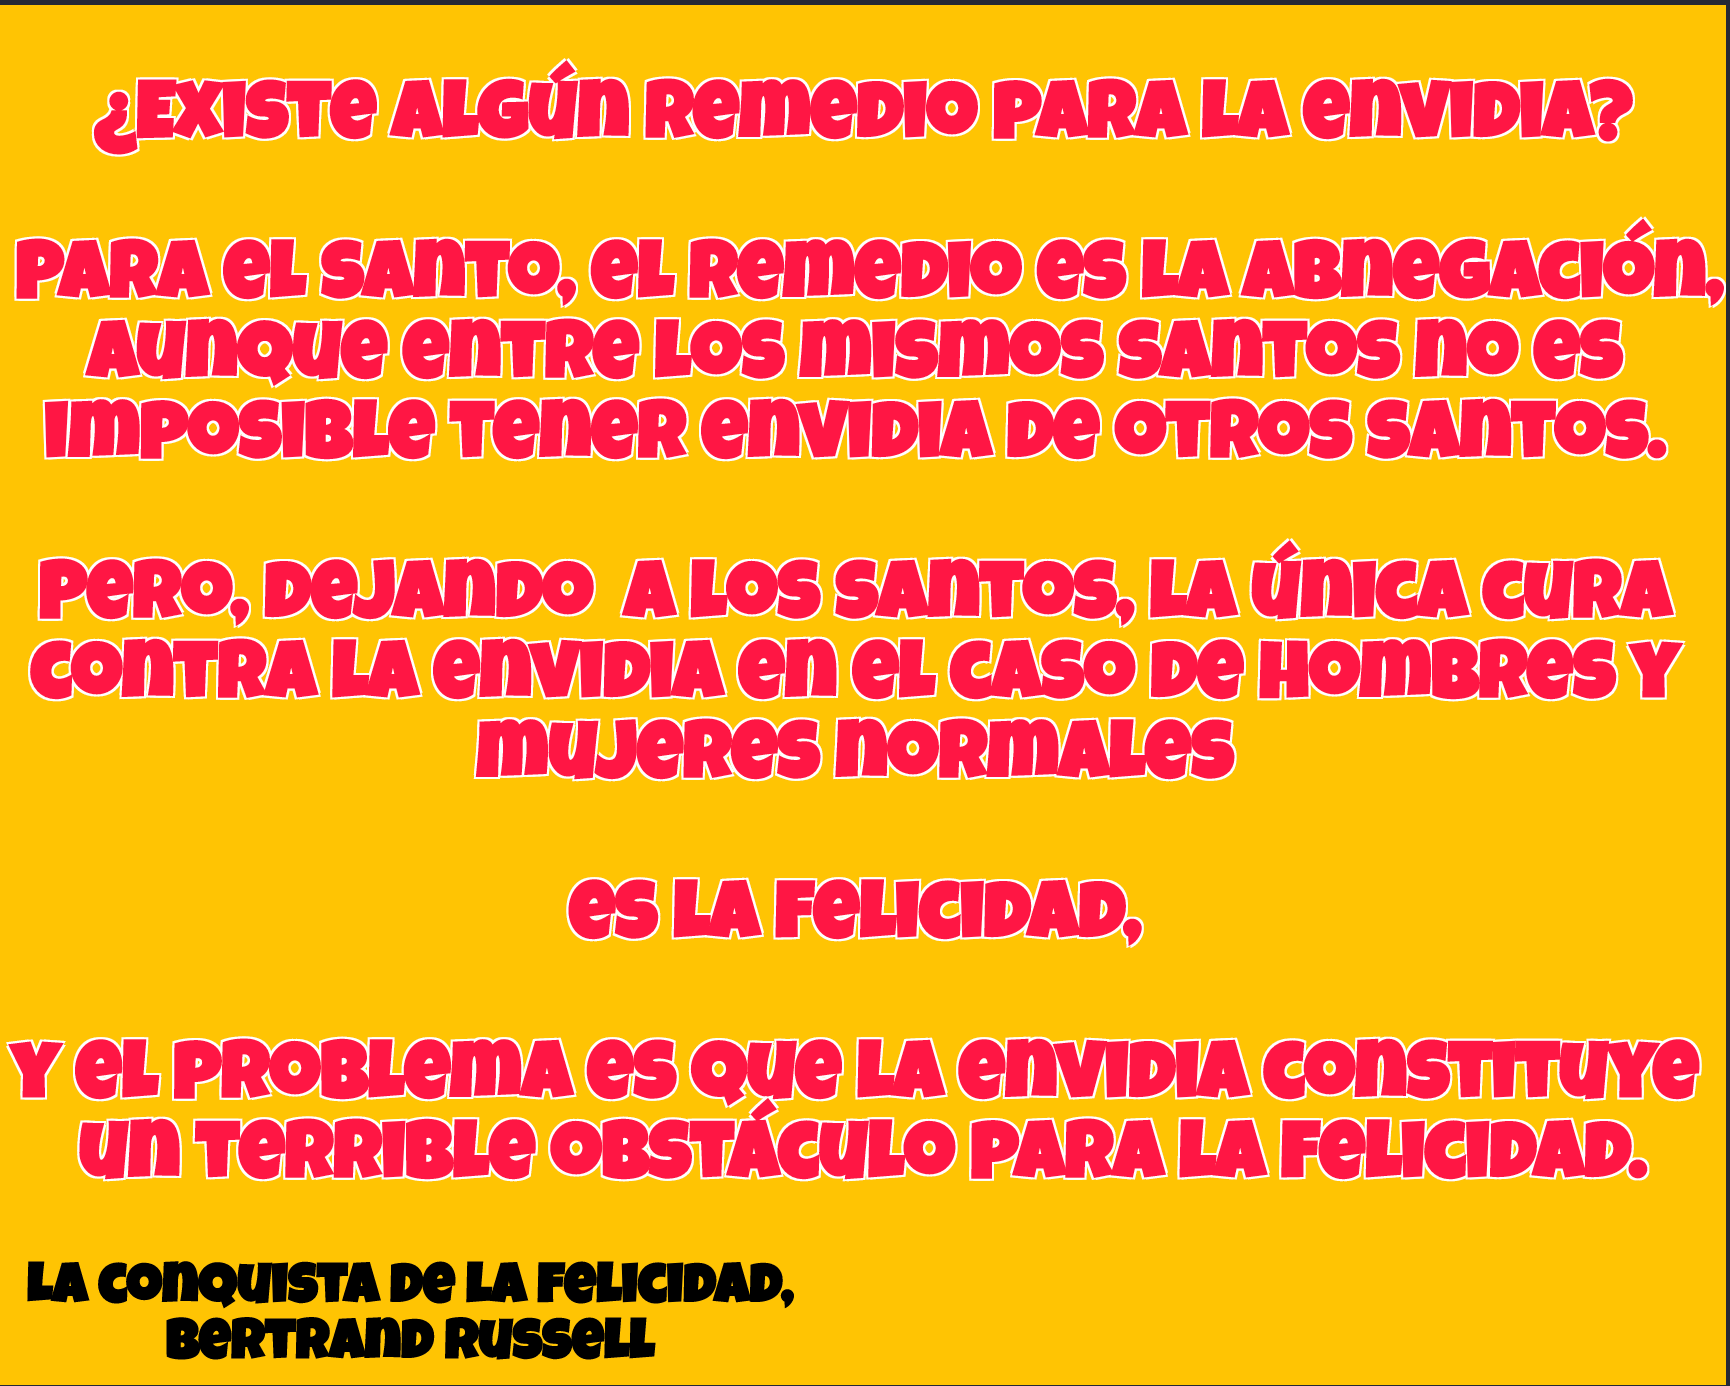 ¿Existe algún remedio para la envidia?
Para el santo, el remedio es la abnegación,
aunque entre los mismos santos no es
imposible tener envidia de otros santos.
Pero, dejando a los santos, la única cura
contra la envidia en el caso de hombres y
mujeres normales
es la felicidad,
y el problema es que la envidia constituye
un terrible obstáculo para la felicidad.
La conquista de la felicidad,
Bertrand Russell